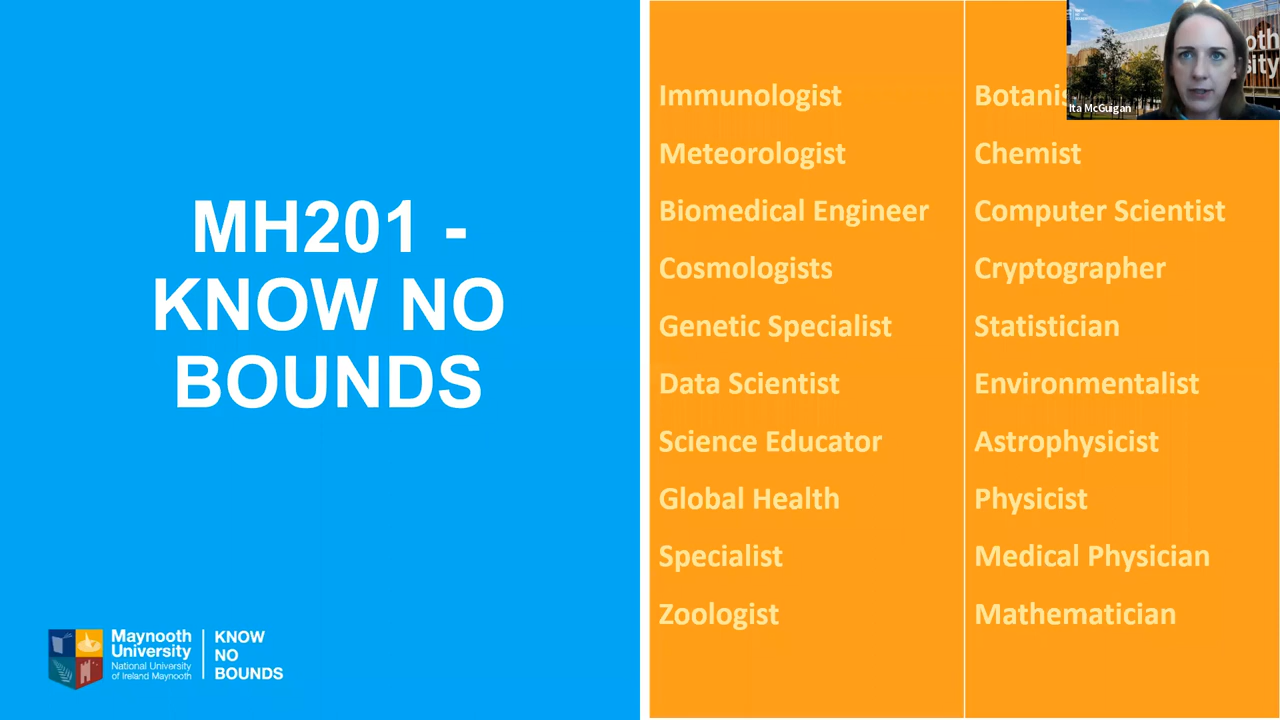 MH201 -
KNOW NO
BOUNDS
Maynooth
University
National University
of Ireland Maynooth
KNOW
NO
BOUNDS
Immunologist
Meteorologist
Biomedical Engineer
Cosmologists
Genetic Specialist
Data Scientist
Science Educator
Global Health
Specialist
Zoologist
Chemist
Computer Scientist
Cryptographer
Statistician
Environmentalist
Astrophysicist
Physicist
Medical Physician
Mathematician
Ita McGuigan